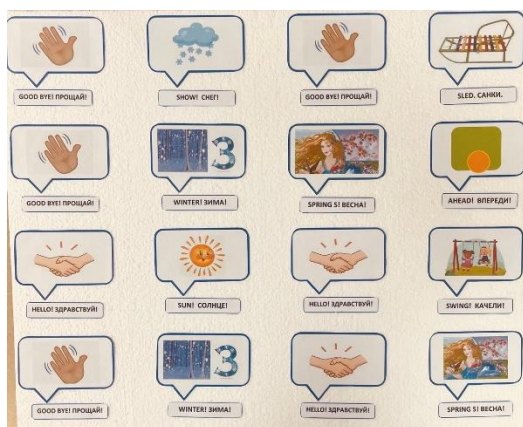 GOOD BYE! ПРОЩАЙ!
SHOW! СНЕГ!
GOOD BYE! ПРОЩАЙ!
SLED. САНКИ.
GOOD BYE! ПРОЩАЙ!
З
WINTER! ЗИМА!
SPRING S! ВЕСНА!
AHEAD! ВПЕРЕДИ!
HELLO! ЗДРАВСТВУЙ!
SUN! СОЛНЦЕ!
HELLO! ЗДРАВСТВУЙ!
SWING! КАЧЕЛИ!
GOOD BYE! ПРОЩАЙ!
З
WINTER! ЗИМА!
HELLO! ЗДРАВСТВУЙ!
SPRING S! ВЕСНА!